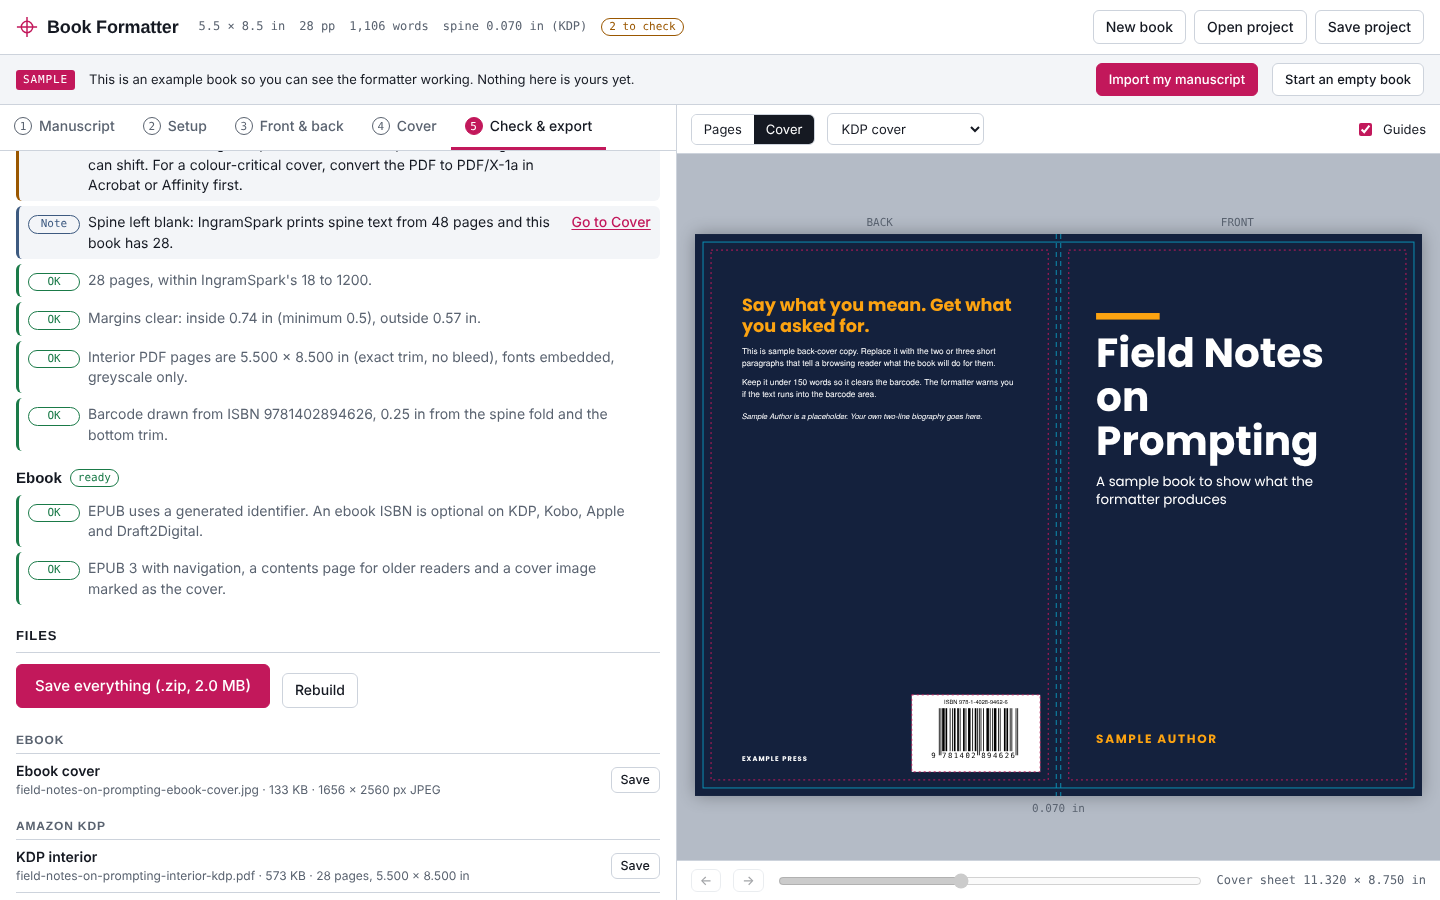 Book Formatter
5.5 × 8.5 in 28 pp 1,106 words spine 0.070 in (KDP) 2 to check
New book Open project Save project
SAMPLE This is an example book so you can see the formatter working. Nothing here is yours yet.
Import my manuscript Start an empty book
1 Manuscript 2 Setup 3 Front & back 4 Cover 5 Check & export
can shift. For a colour-critical cover, convert the PDF to PDF/X-1a in
Acrobat or Affinity first.
Note Spine left blank: IngramSpark prints spine text from 48 pages and this
book has 28.
Go to Cover
OK 28 pages, within IngramSpark's 18 to 1200.
OK Margins clear: inside 0.74 in (minimum 0.5), outside 0.57 in.
OK Interior PDF pages are 5.500 × 8.500 in (exact trim, no bleed), fonts embedded,
greyscale only.
OK Barcode drawn from ISBN 9781402894626, 0.25 in from the spine fold and the
bottom trim.
Ebook ready
OK EPUB uses a generated identifier. An ebook ISBN is optional on KDP, Kobo, Apple
and Draft2Digital.
OK EPUB 3 with navigation, a contents page for older readers and a cover image
marked as the cover.
FILES
Save everything (.zip, 2.0 MB) Rebuild
EBOOK
Ebook cover
field-notes-on-prompting-ebook-cover.jpg · 133 KB · 1656 × 2560 px JPEG
Save
AMAZON KDP
KDP interior
field-notes-on-prompting-interior-kdp.pdf · 573 KB · 28 pages, 5.500 × 8.500 in
Save
Pages Cover KDP cover Guides
BACK FRONT
Say what you mean. Get what
you asked for.
This is sample back-cover copy. Replace it with the two or three short
paragraphs that tell a browsing reader what the book will do for them.
Keep it under 150 words so it clears the barcode. The formatter warns you
if the text runs into the barcode area.
Sample Author is a placeholder. Your own two-line biography goes here.
EXAMPLE PRESS
ISBN 978-1-4028-9462-6
9 781402 894626
Field Notes
on
Prompting
A sample book to show what the
formatter produces
SAMPLE AUTHOR
0.070 in
← → Cover sheet 11.320 × 8.750 in